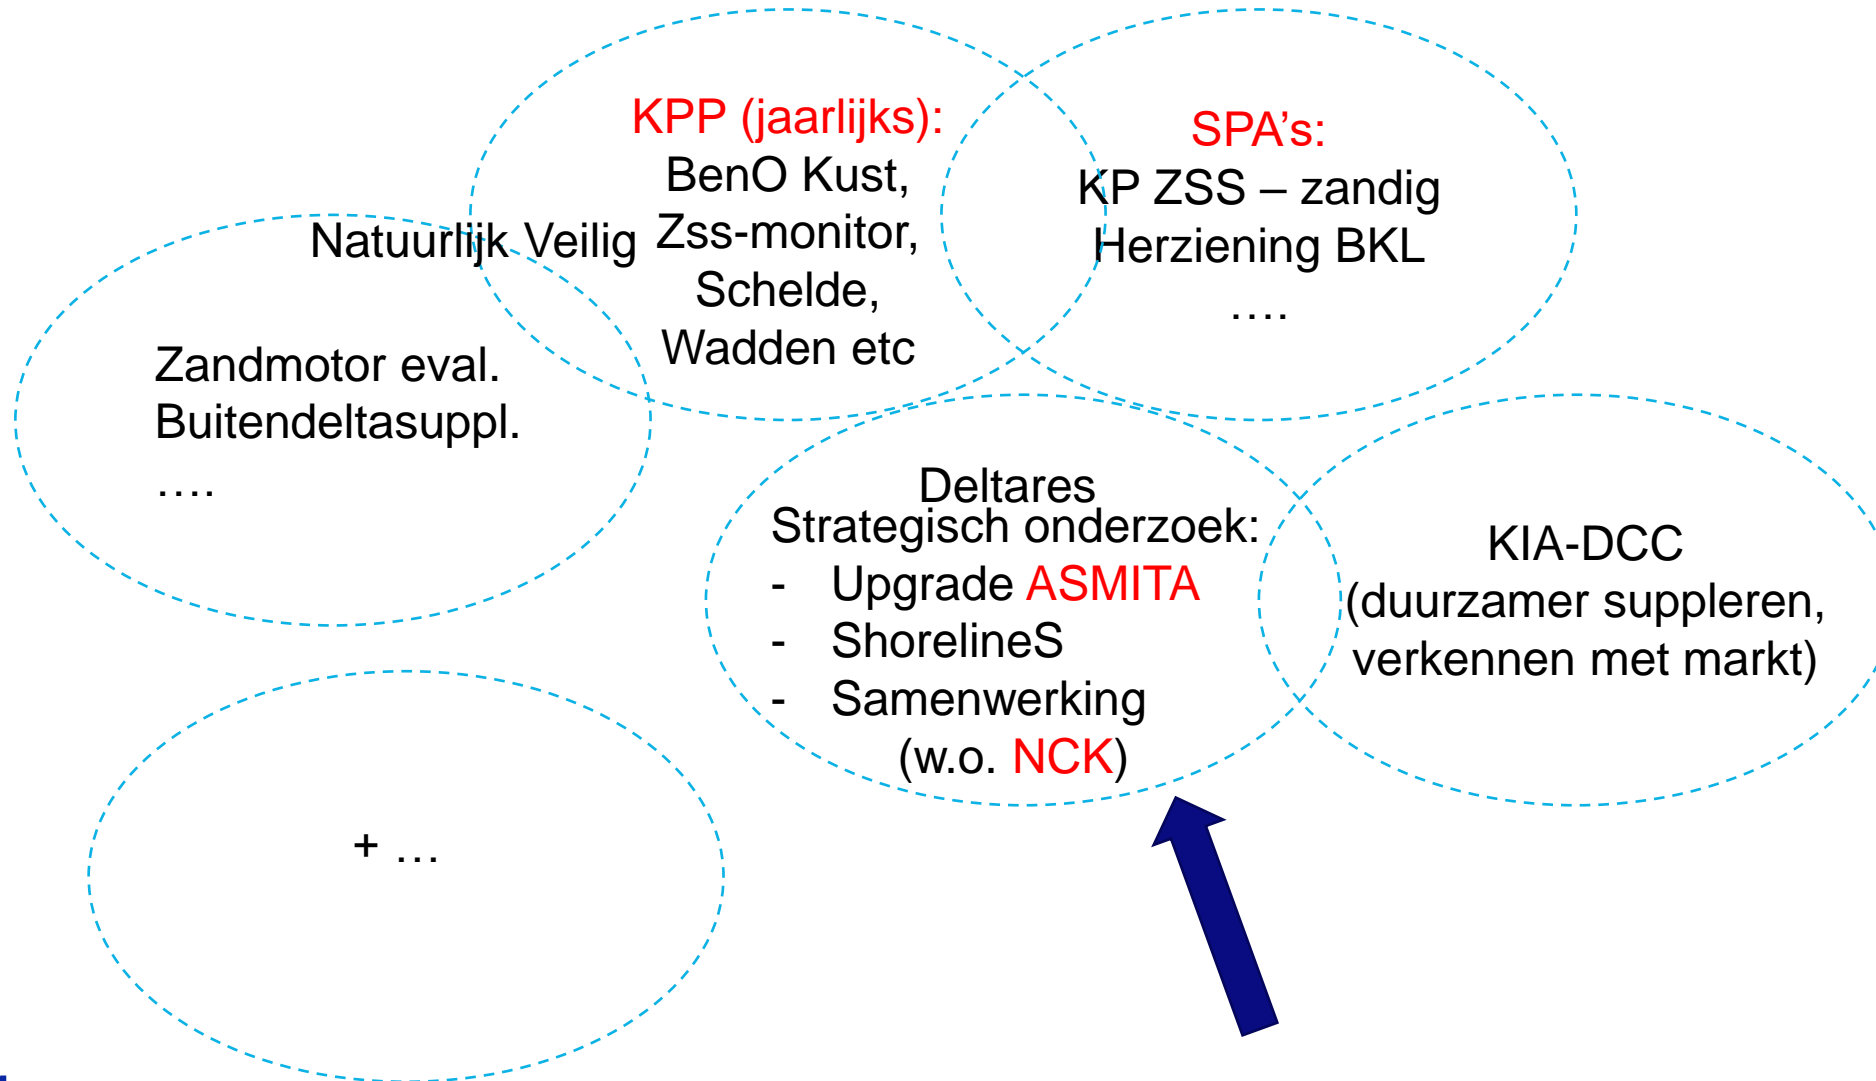 KPP (jaarlijks):
BenO Kust,
Zss-monitor,
Schelde,
Wadden etc
SPA’s:
KP ZSS – zandig
Herziening BKL
….
Natuurlijk Veilig
Zandmotor eval.
Buitendeltasuppl.
….
Deltares
Strategisch onderzoek:
- Upgrade ASMITA
- ShorelineS
- Samenwerking
(w.o. NCK)
KIA-DCC
(duurzamer suppleren,
verkennen met markt)
+ …